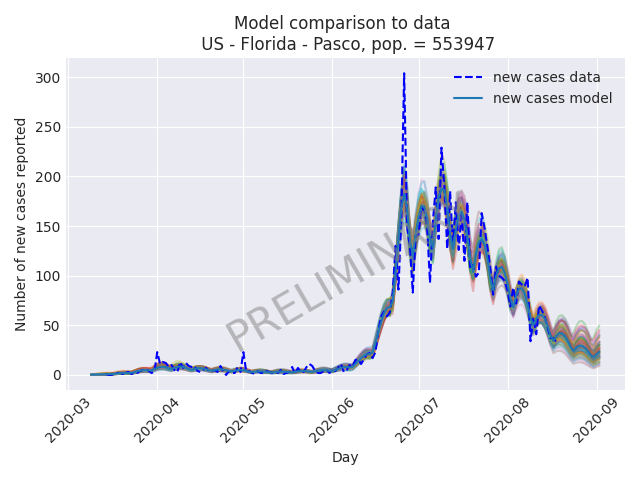 Model comparison to data
US - Florida - Pasco, pop. = 553947
Number of new cases reported
300
250
200
150
100
50
0
new cases data
new cases model
2020-03
2020-04
2020-05
2020-06
2020-07
2020-08
2020-09
Day